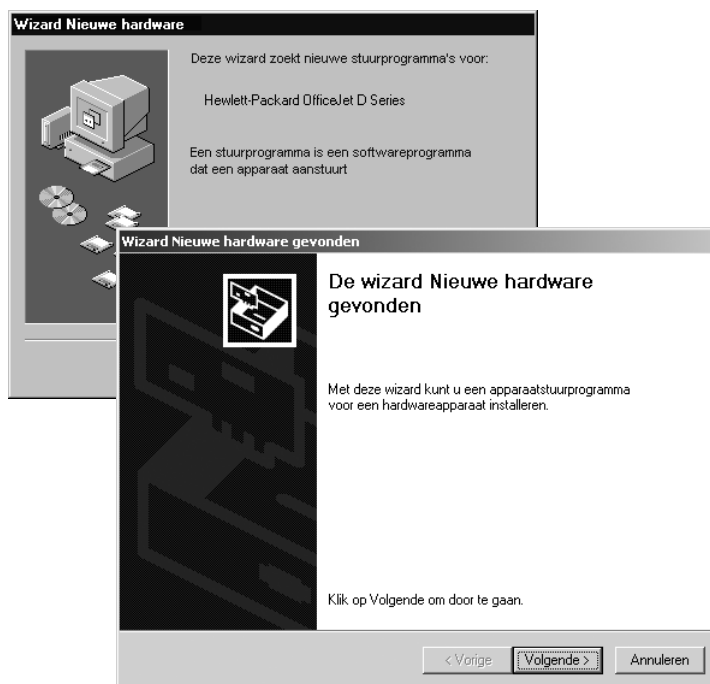 Wizard Nieuwe hardware
Deze wizard zoekt nieuwe stuurprogramma's voor:
Hewlett-Packard OfficeJet D Series
Een stuurprogramma is een softwareprogramma
dat een apparaat aanstuurt
Wizard Nieuwe hardware gevonden
De wizard Nieuwe hardware
gevonden
Met deze wizard kunt u een apparaatstuurprogramma
voor een hardwareapparaat installeren.
Klik op Volgende om door te gaan.
< Vorige Volgende > Annuleren